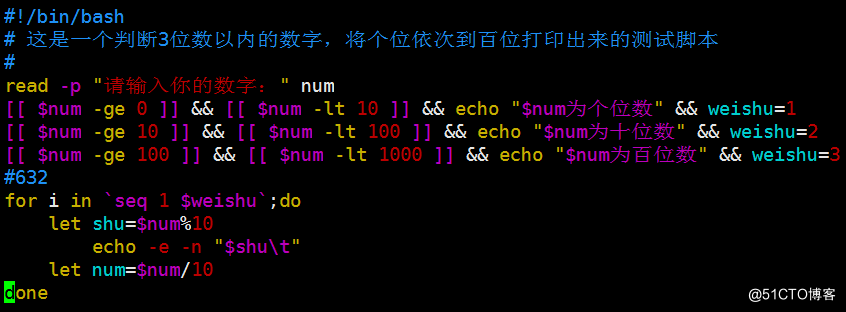 #!/bin/bash
# 这是一个判断3位数以内的数字，将个位依次到百位打印出来的测试脚本
#
read -p "请输入你的数字：" num
[[ $num -ge 0 ]] && [[ $num -lt 10 ]] && echo "$num为个位数" && weishu=1
[[ $num -ge 10 ]] && [[ $num -lt 100 ]] && echo "$num为十位数" && weishu=2
[[ $num -ge 100 ]] && [[ $num -lt 1000 ]] && echo "$num为百位数" && weishu=3
#632
for i in `seq 1 $weishu`;do
    let shu=$num%10
        echo -e -n "$shu\t"
    let num=$num/10
done
@51CTO博客